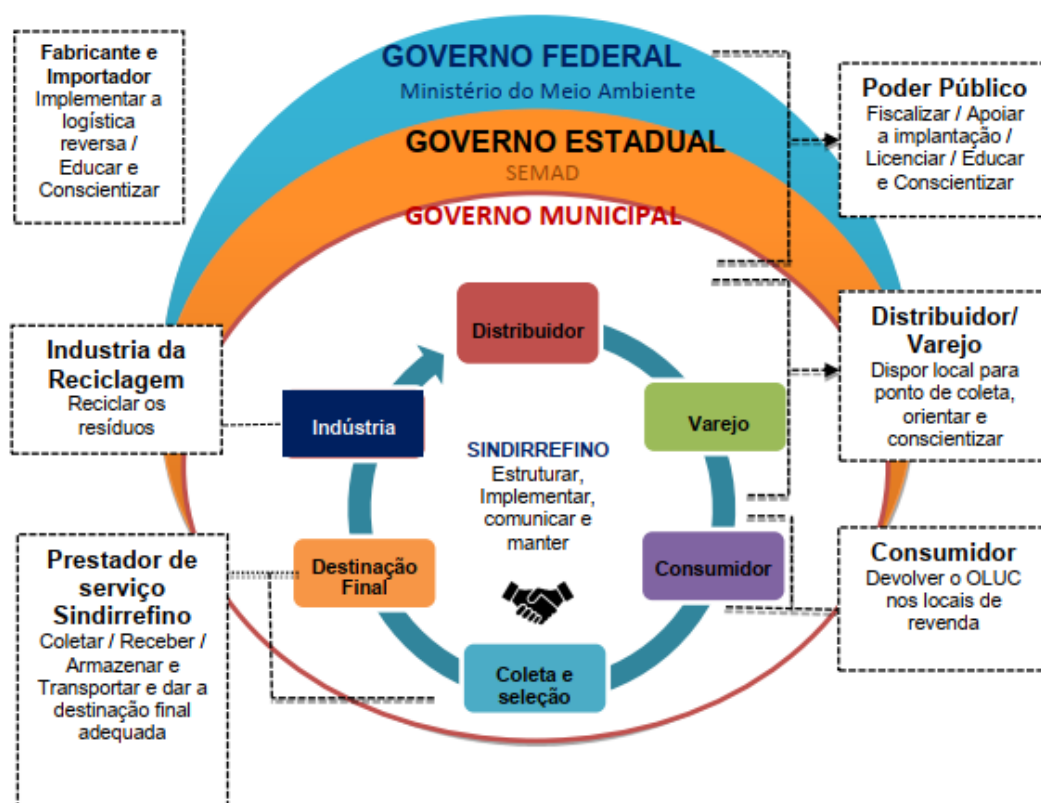 Fabricante e
Importador
Implementar a
logística
reversa /
Educar e
Conscientizar
GOVERNO FEDERAL
Ministério do Meio Ambiente
GOVERNO ESTADUAL
SEMAD
GOVERNO MUNICIPAL
Poder Público
Fiscalizar / Apoiar
a implantação /
Licenciar / Educar
e Conscientizar
Distribuidor/
Varejo
Dispor local para
ponto de coleta,
orientar e
conscientizar
Industria da
Reciclagem
Reciclar os
resíduos
Distribuidor
Varejo
Consumidor
Coleta e
seleção
Destinação
Final
Indústria
SINDIRREFINO
Estruturar,
Implementar,
comunicar e
manter
Prestador de
serviço
Sindirrefino
Coletar / Receber /
Armazenar e
Transportar e dar a
destinação final
adequada
Consumidor
Devolver o OLUC
nos locais de
revenda